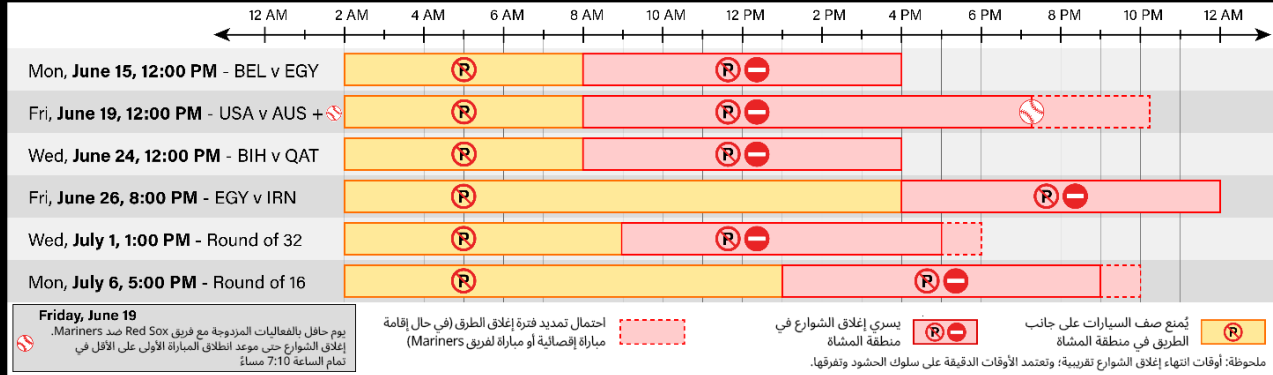 12 AM 2 AM 4 AM 6 AM 8 AM 10 AM 12 PM 2 PM 4 PM 6 PM 8 PM 10 PM 12 AM
Mon, June 15, 12:00 PM - BEL v EGY
Fri, June 19, 12:00 PM - USA v AUS +
Wed, June 24, 12:00 PM - BIH v QAT
Fri, June 26, 8:00 PM - EGY v IRN
Wed, July 1, 1:00 PM - Round of 32
Mon, July 6, 5:00 PM - Round of 16
Friday, June 19
يوم حافل بالفعاليات المزدوجة مع فريق Red Sox ضد Mariners.
إغلاق الشوارع حتى موعد انطلاق المباراة الأولى على الأقل في
تمام الساعة 7:10 مساءً
احتمال تمديد فترة إغلاق الطرق (في حال إقامة
مباراة إقصائية أو مباراة لفريق Mariners)
يسري إغلاق الشوارع في
منطقة المشاة
يُمنع صف السيارات على جانب
الطريق في منطقة المشاة
ملحوظة: أوقات انتهاء إغلاق الشوارع تقريبية؛ وتعتمد الأوقات الدقيقة على سلوك الحشود وتفرقها.